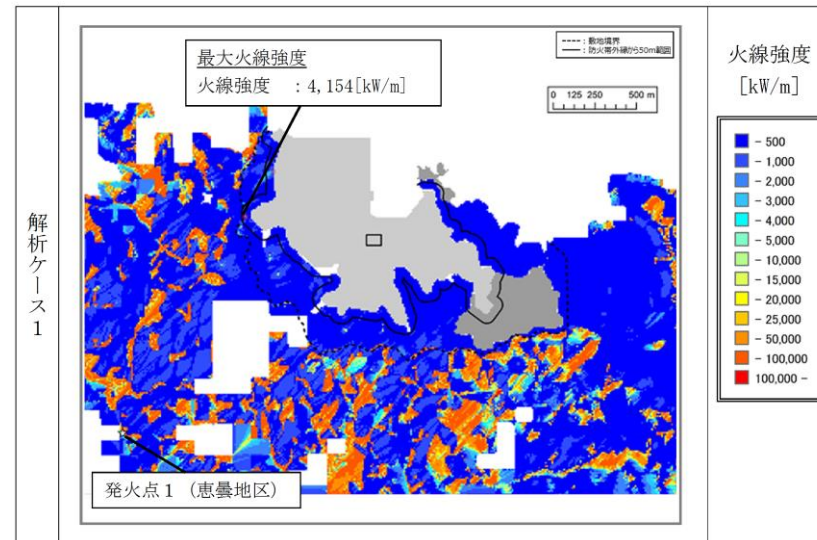 解析ケース1
最大火線強度
火線強度　: 4,154[kW/m]
----- : 敷地境界
—— : 防火帯外縁から50m範囲
0 125 250 500 m
発火点１（恵曇地区）
火線強度
[kW/m]
- 500
- 1,000
- 2,000
- 3,000
- 4,000
- 5,000
- 10,000
- 15,000
- 20,000
- 25,000
- 50,000
- 100,000
100,000 -